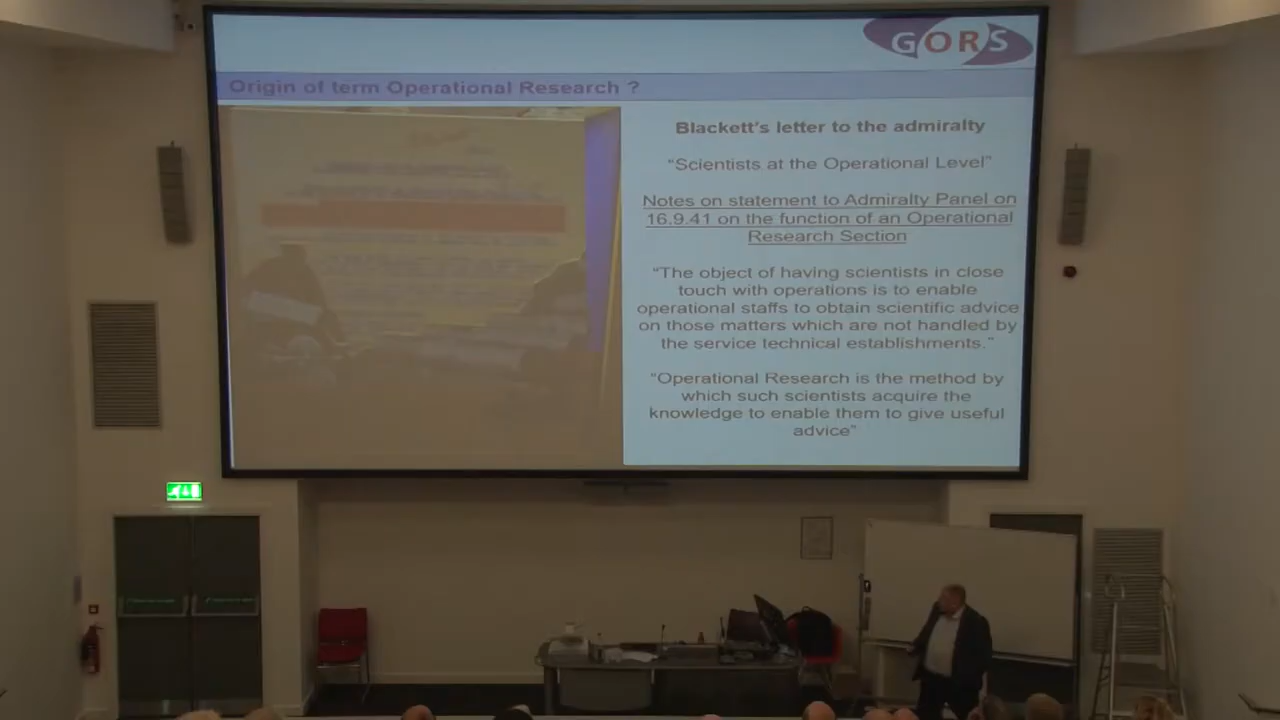 GORS
Origin of term Operational Research ?
Blackett's letter to the admiralty
“Scientists at the Operational Level”
Notes on statement to Admiralty Panel on
16.9.41 on the function of an Operational
Research Section
“The object of having scientists in close
touch with operations is to enable
operational staffs to obtain scientific advice
on those matters which are not handled by
the service technical establishments.”
“Operational Research is the method by
which such scientists acquire the
knowledge to enable them to give useful
advice”